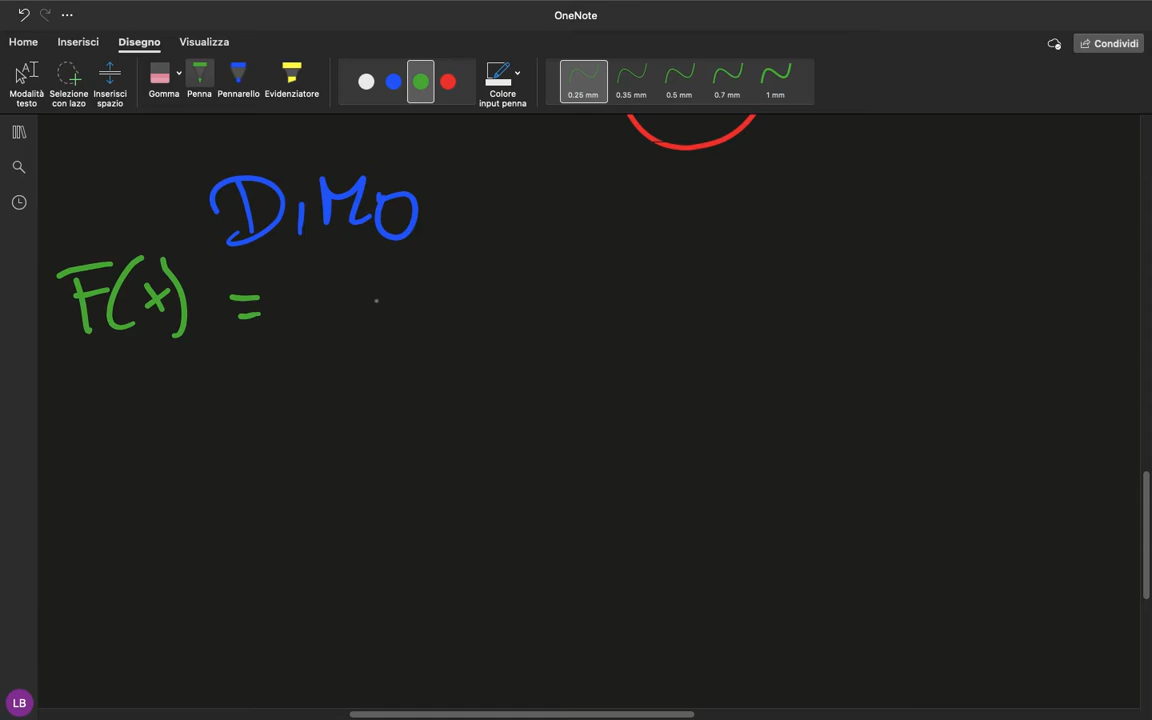 OneNote
Home Inserisci Disegno Visualizza
Condividi
Modalità testo
Selezione con lazo
Inserisci spazio
Gomma
Penna
Pennarello
Evidenziatore
Colore input penna
0.25 mm
0.35 mm
0.5 mm
0.7 mm
1 mm
DIMO
F(x) =
LB